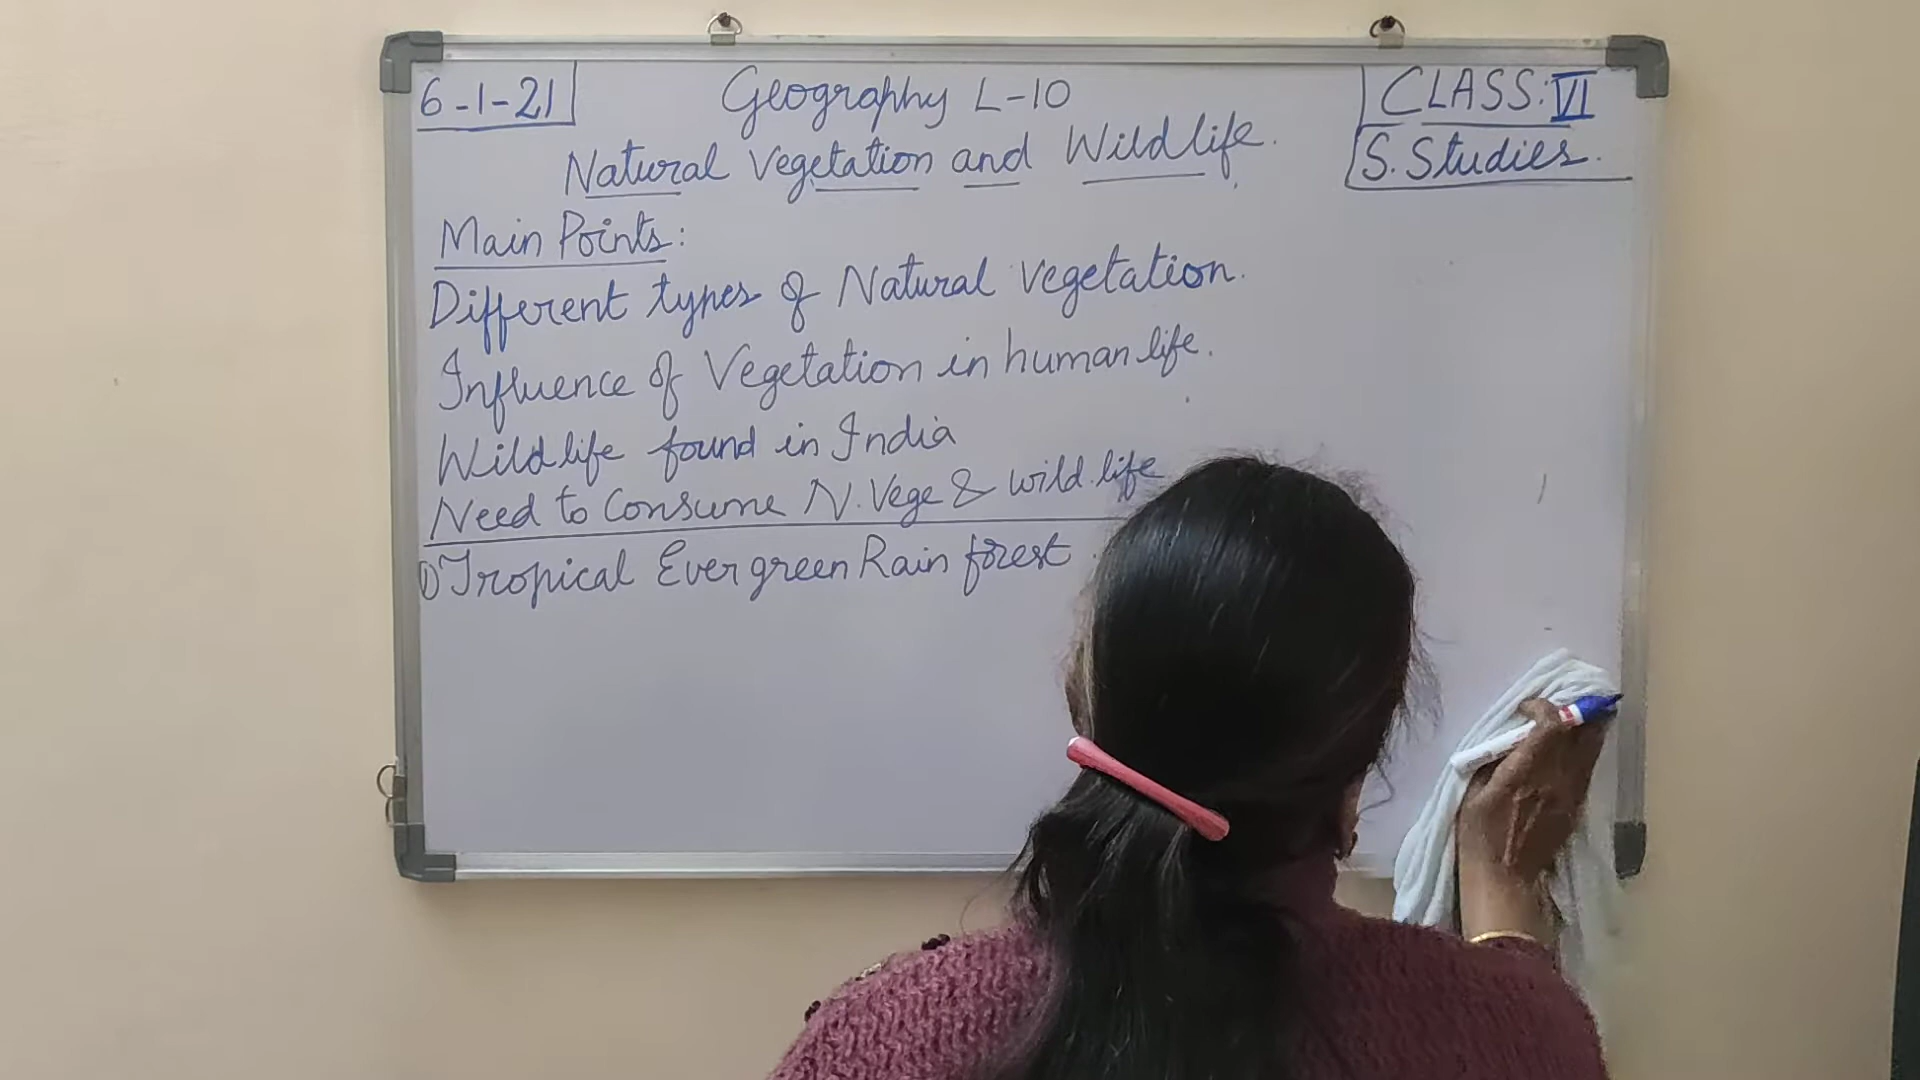 6-1-21
Geography L-10
CLASS: VI
S. Studies.
Natural Vegetation and Wildlife.
Main Points:
Different types of Natural vegetation.
Influence of Vegetation in human life.
Wildlife found in India
Need to Consume N. Vege & wild life
1) Tropical Evergreen Rain forest